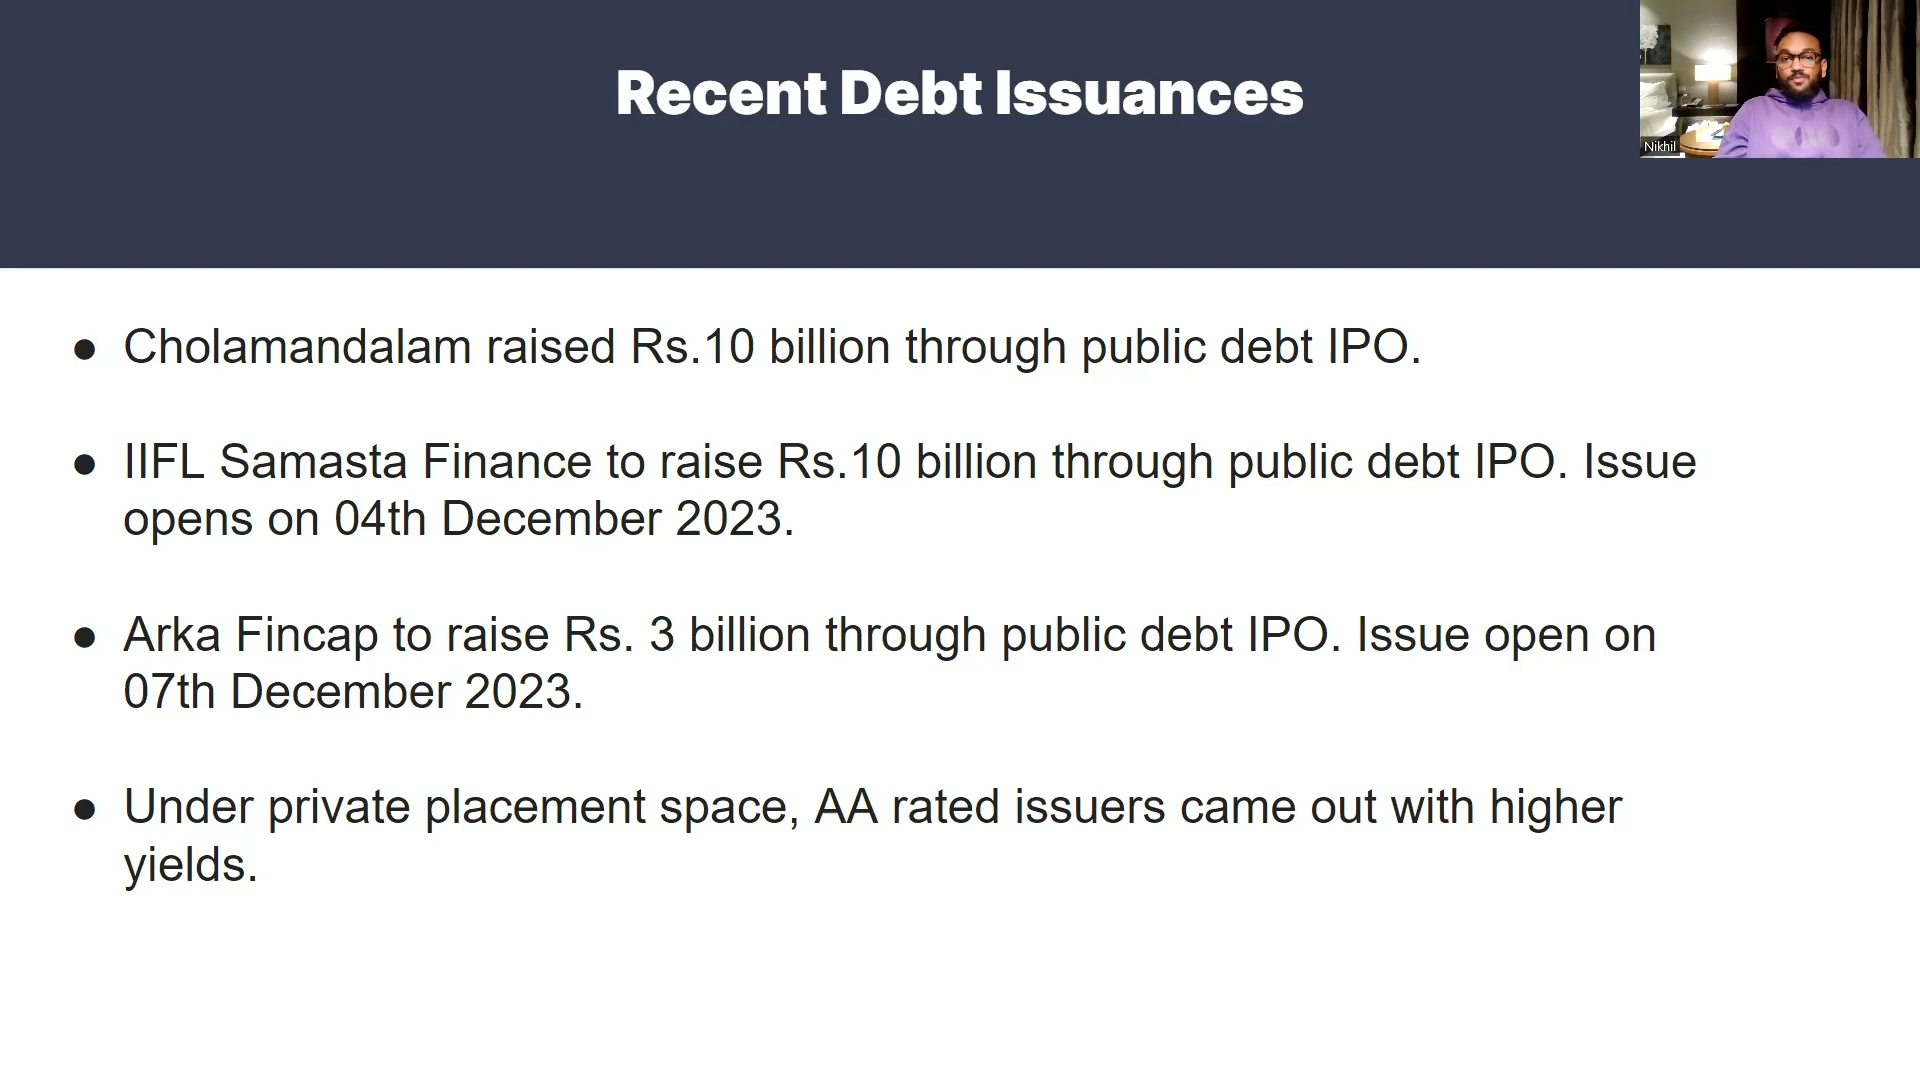 Recent Debt Issuances
Nikhil
● Cholamandalam raised Rs.10 billion through public debt IPO.
● IIFL Samasta Finance to raise Rs.10 billion through public debt IPO. Issue
opens on 04th December 2023.
● Arka Fincap to raise Rs. 3 billion through public debt IPO. Issue open on
07th December 2023.
● Under private placement space, AA rated issuers came out with higher
yields.